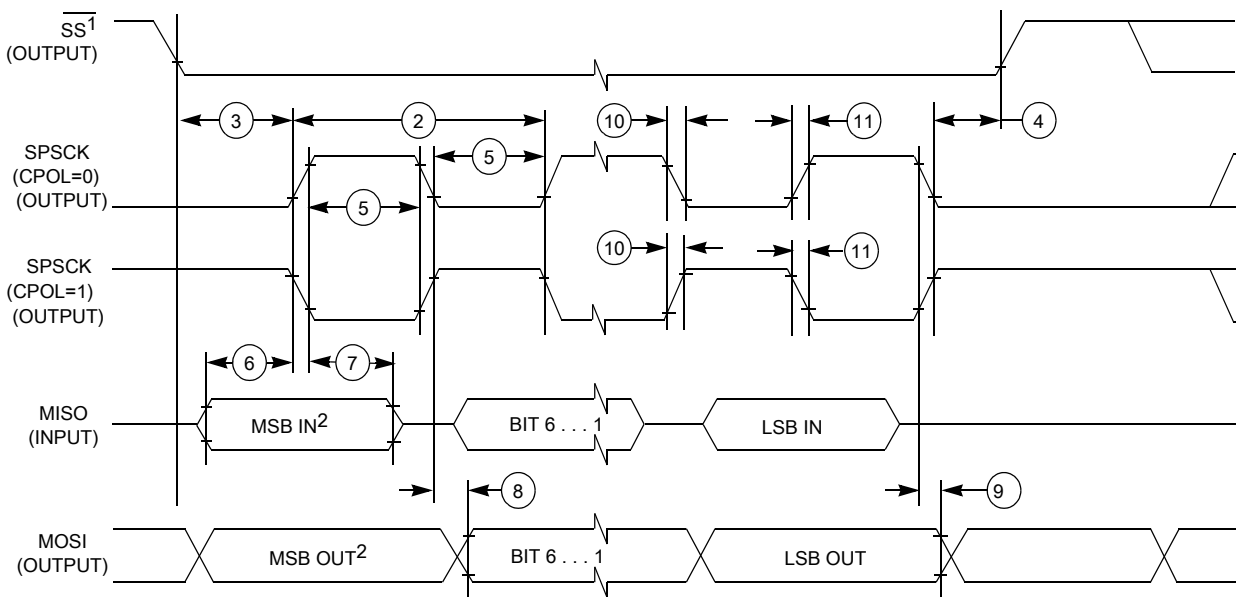 SS1
(OUTPUT)
3
2
10
11
4
SPSCK
(CPOL=0)
(OUTPUT)
5
5
SPSCK
(CPOL=1)
(OUTPUT)
10
11
6
7
MISO
(INPUT)
MSB IN2
BIT 6 . . . 1
LSB IN
8
9
MOSI
(OUTPUT)
MSB OUT2
BIT 6 . . . 1
LSB OUT